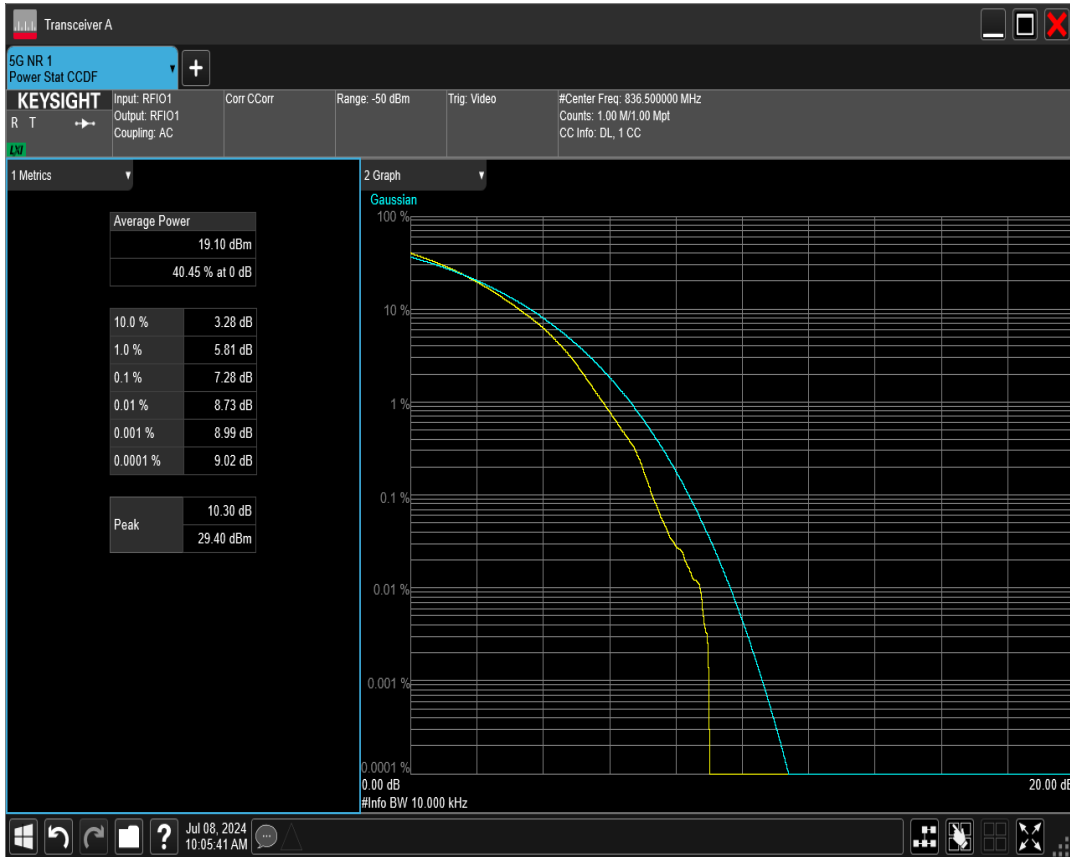 Transceiver A
5G NR 1
Power Stat CCDF
KEYSIGHT
R T
LXI
Input: RFIO1
Output: RFIO1
Coupling: AC
Corr CCorr
Range: -50 dBm
Trig: Video
#Center Freq: 836.500000 MHz
Counts: 1.00 M/1.00 Mpt
CC Info: DL, 1 CC
1 Metrics
Average Power
19.10 dBm
40.45 % at 0 dB
10.0 % 3.28 dB
1.0 % 5.81 dB
0.1 % 7.28 dB
0.01 % 8.73 dB
0.001 % 8.99 dB
0.0001 % 9.02 dB
Peak
10.30 dB
29.40 dBm
2 Graph
Gaussian
100 %
10 %
1 %
0.1 %
0.01 %
0.001 %
0.0001 %
0.00 dB 20.00 dB
#Info BW 10.000 kHz
?
Jul 08, 2024
10:05:41 AM